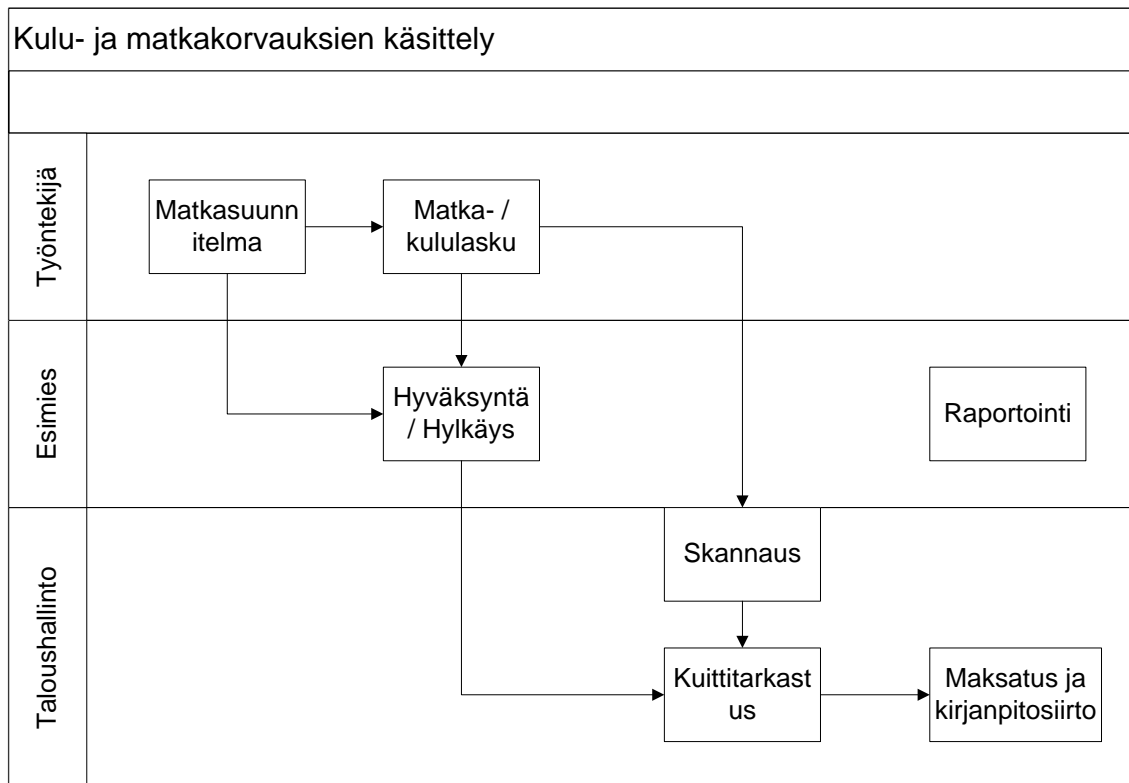 Kulu- ja matkakorvauksien käsittely
Työntekijä
Matkasuunn
itelma
Matka- /
kululasku
Esimies
Hyväksyntä
/ Hylkäys
Raportointi
Taloushallinto
Skannaus
Kuittitarkast
us
Maksatus ja
kirjanpitosiirto